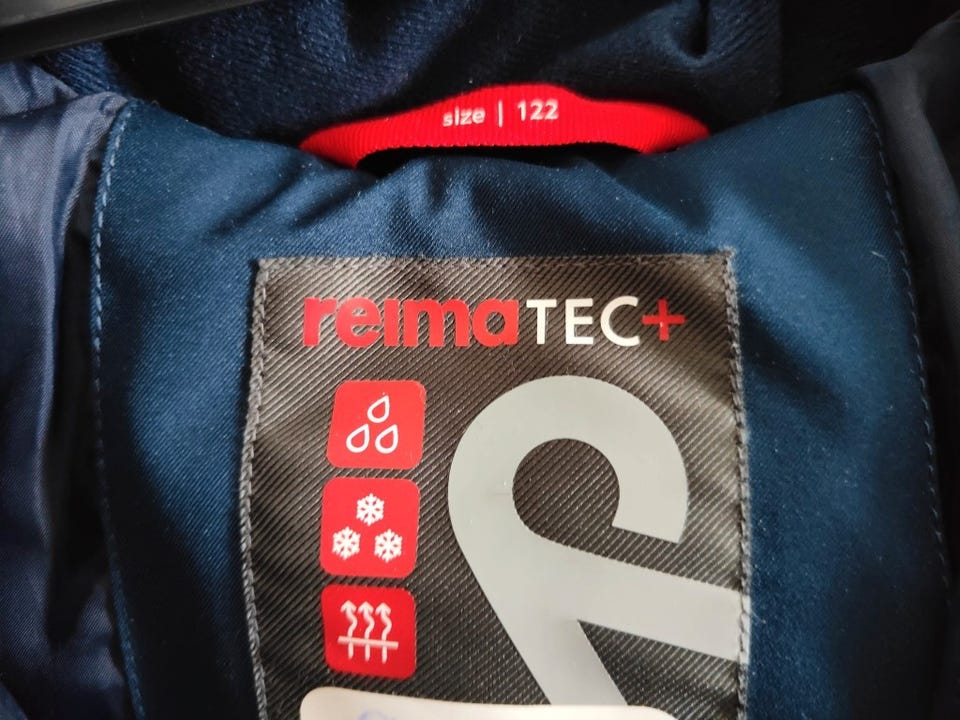 size | 122
reimaTEC+